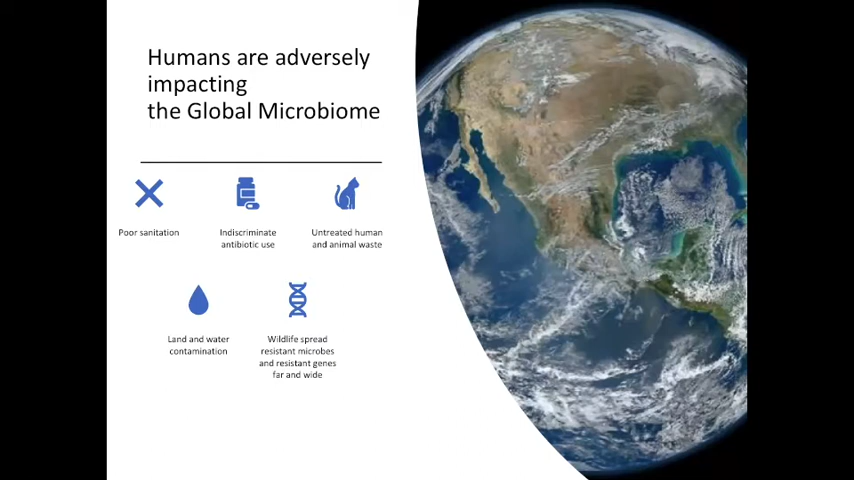 Humans are adversely
impacting
the Global Microbiome
Poor sanitation
Indiscriminate
antibiotic use
Untreated human
and animal waste
Land and water
contamination
Wildlife spread
resistant microbes
and resistant genes
far and wide